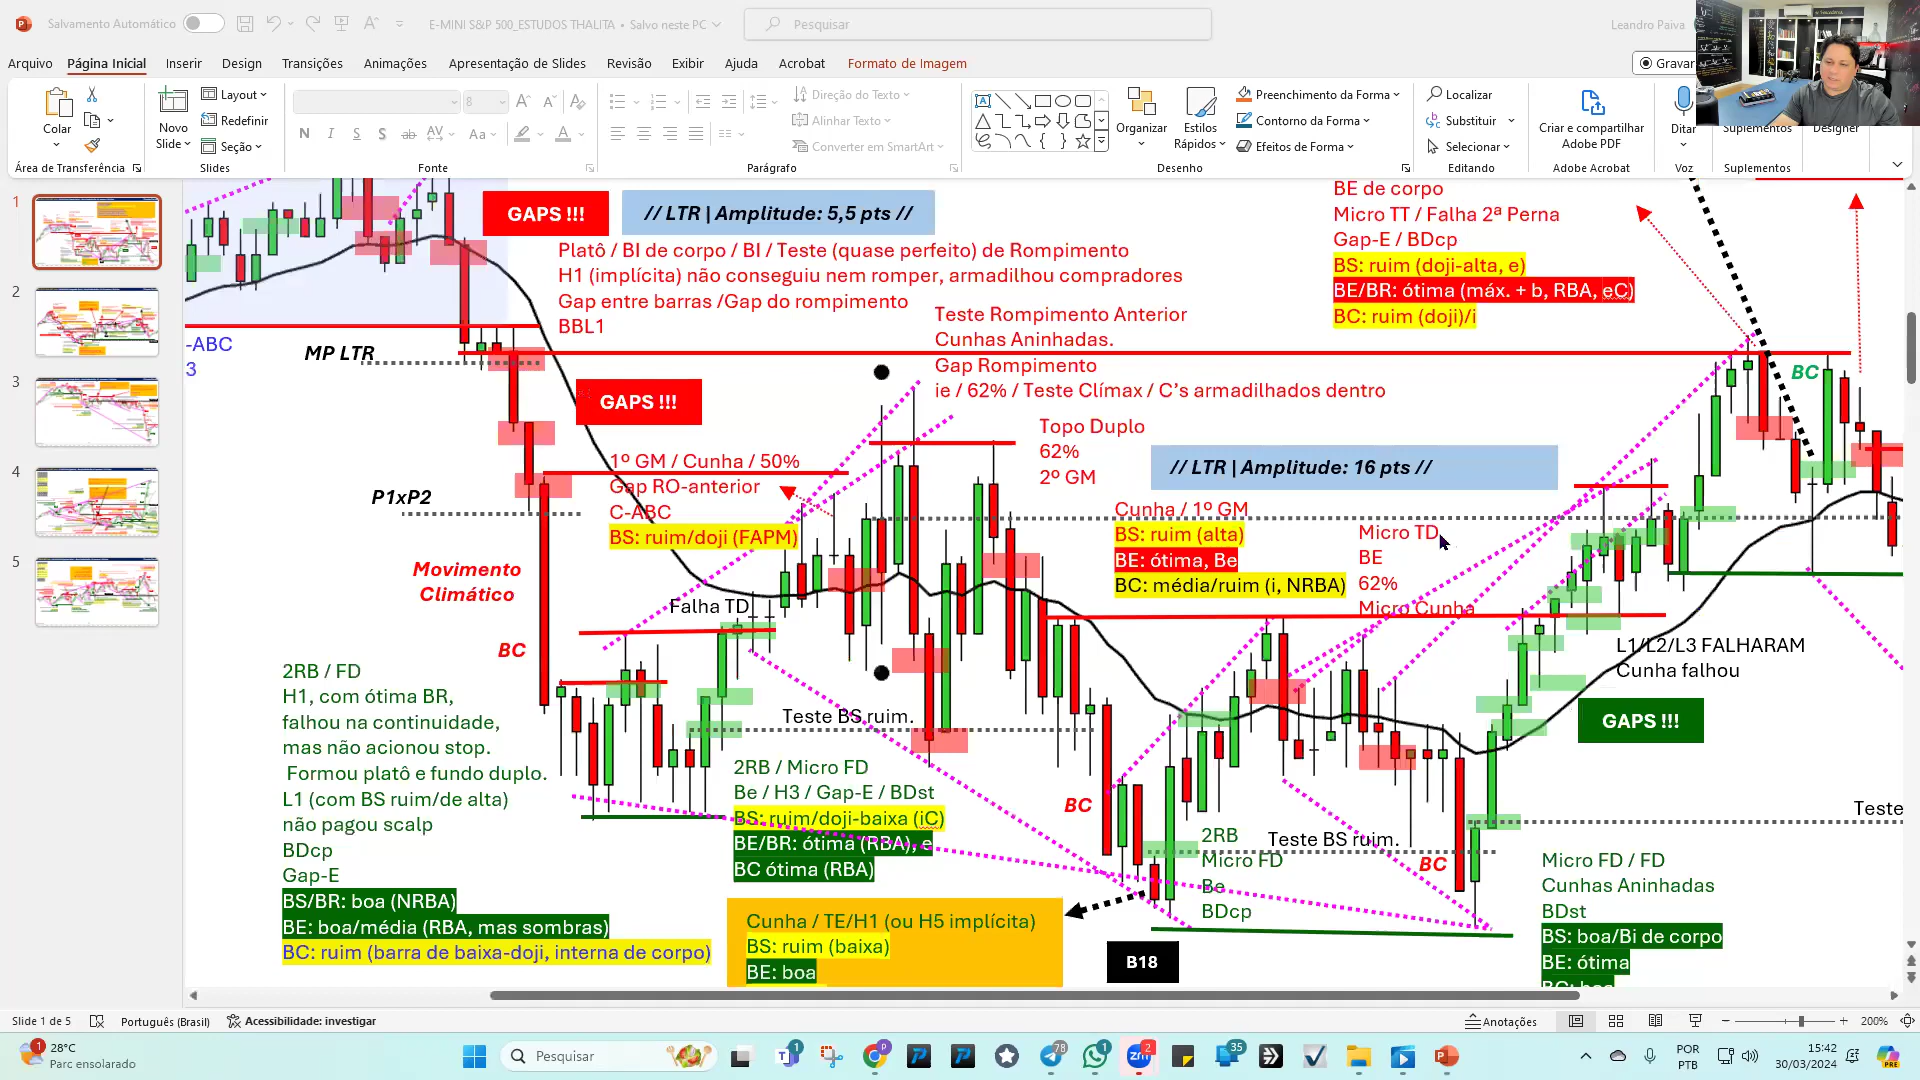 Salvamento Automático
E-MINI S&P 500_ESTUDOS THALITA • Salvo neste PC
Pesquisar
Leandro Paiva
Arquivo
Página Inicial
Inserir
Design
Transições
Animações
Apresentação de Slides
Revisão
Exibir
Ajuda
Acrobat
Formato de Imagem
Gravar
Colar
Novo
Slide
Layout
Redefinir
Seção
8
Direção do Texto
Alinhar Texto
Converter em SmartArt
Organizar
Estilos
Rápidos
Preenchimento da Forma
Contorno da Forma
Efeitos de Forma
Localizar
Substituir
Selecionar
Criar e compartilhar
Adobe PDF
Ditar
Suplementos
Designer
Área de Transferência
Slides
Fonte
Parágrafo
Desenho
Editando
Adobe Acrobat
Voz
Suplementos
1
2
3
4
5
GAPS !!!
// LTR | Amplitude: 5,5 pts //
Platô / BI de corpo / BI / Teste (quase perfeito) de Rompimento
H1 (implícita) não conseguiu nem romper, armadilhou compradores
Gap entre barras /Gap do rompimento
BBL1
BE de corpo
Micro TT / Falha 2ª Perna
Gap-E / BDcp
BS: ruim (doji-alta, e)
BE/BR: ótima (máx. + b, RBA, eC)
BC: ruim (doji)/i
Teste Rompimento Anterior
Cunhas Aninhadas.
Gap Rompimento
ie / 62% / Teste Clímax / C's armadilhados dentro
-ABC
3
MP LTR
GAPS !!!
BC
Topo Duplo
62%
2º GM
// LTR | Amplitude: 16 pts //
1º GM / Cunha / 50%
Gap RO-anterior
C-ABC
BS: ruim/doji (FAPM)
P1xP2
Cunha / 1º GM
BS: ruim (alta)
BE: ótima, Be
BC: média/ruim (i, NRBA)
Micro TD
BE
62%
Micro Cunha
Movimento
Climático
Falha TD
BC
L1/L2/L3 FALHARAM
Cunha falhou
GAPS !!!
2RB / FD
H1, com ótima BR,
falhou na continuidade,
mas não acionou stop.
Formou platô e fundo duplo.
L1 (com BS ruim/de alta)
não pagou scalp
BDcp
Gap-E
BS/BR: boa (NRBA)
BE: boa/média (RBA, mas sombras)
BC: ruim (barra de baixa-doji, interna de corpo)
Teste BS ruim.
2RB / Micro FD
Be / H3 / Gap-E / BDst
BS: ruim/doji-baixa (iC)
BE/BR: ótima (RBA), e
BC ótima (RBA)
BC
Cunha / TE/H1 (ou H5 implícita)
BS: ruim (baixa)
BE: boa
B18
2RB
Micro FD
Be
BDcp
Teste BS ruim.
BC
Teste
Micro FD / FD
Cunhas Aninhadas
BDst
BS: boa/Bi de corpo
BE: ótima
BC: boa
Slide 1 de 5
Português (Brasil)
Acessibilidade: investigar
Anotações
200%
28°C
Parc ensolarado
Pesquisar
POR
PTB
15:42
30/03/2024